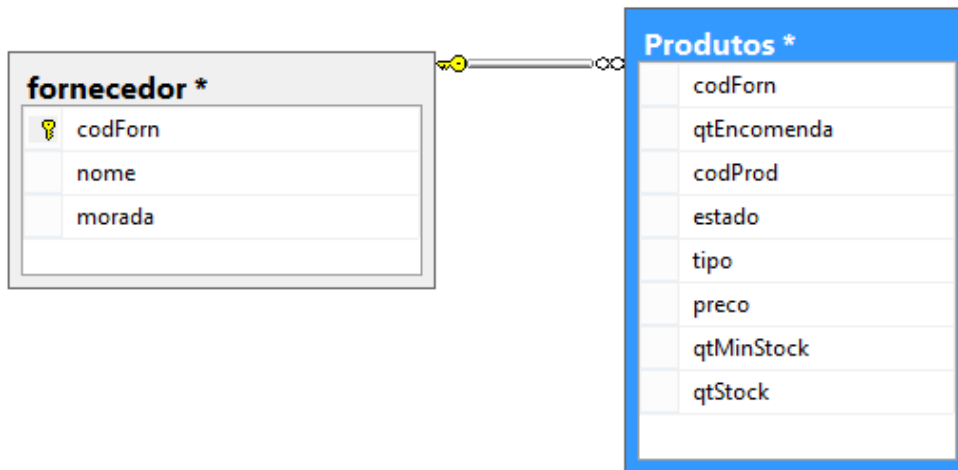 fornecedor *
codForn
nome
morada
Produtos *
codForn
qtEncomenda
codProd
estado
tipo
preco
qtMinStock
qtStock